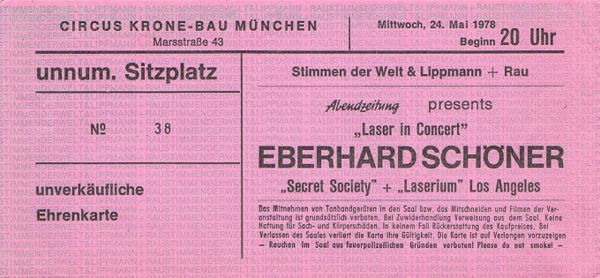 CIRCUS KRONE-BAU MÜNCHEN
Marsstraße 43
Mittwoch, 24. Mai 1978
Beginn 20 Uhr
unnum. Sitzplatz
№ 38
unverkäufliche
Ehrenkarte
Stimmen der Welt & Lippmann + Rau
Abendzeitung presents
„Laser in Concert"
EBERHARD SCHÖNER
„Secret Society" + „Laserium" Los Angeles
Das Mitnehmen von Tonbandgeräten in den Saal bzw. das Mitschneiden und Filmen der Ver-
anstaltung ist grundsätzlich verboten. Bei Zuwiderhandlung Verweisung aus dem Saal. Keine
Haftung für Sach- und Körperschäden. In keinem Fall Rückerstattung des Kaufpreises. Bei
Verlassen des Saales verliert die Karte ihre Gültigkeit. Die Karte ist auf Verlangen vorzuzeigen
– Rauchen im Saal aus feuerpolizeilichen Gründen verboten! Please do not smoke! –